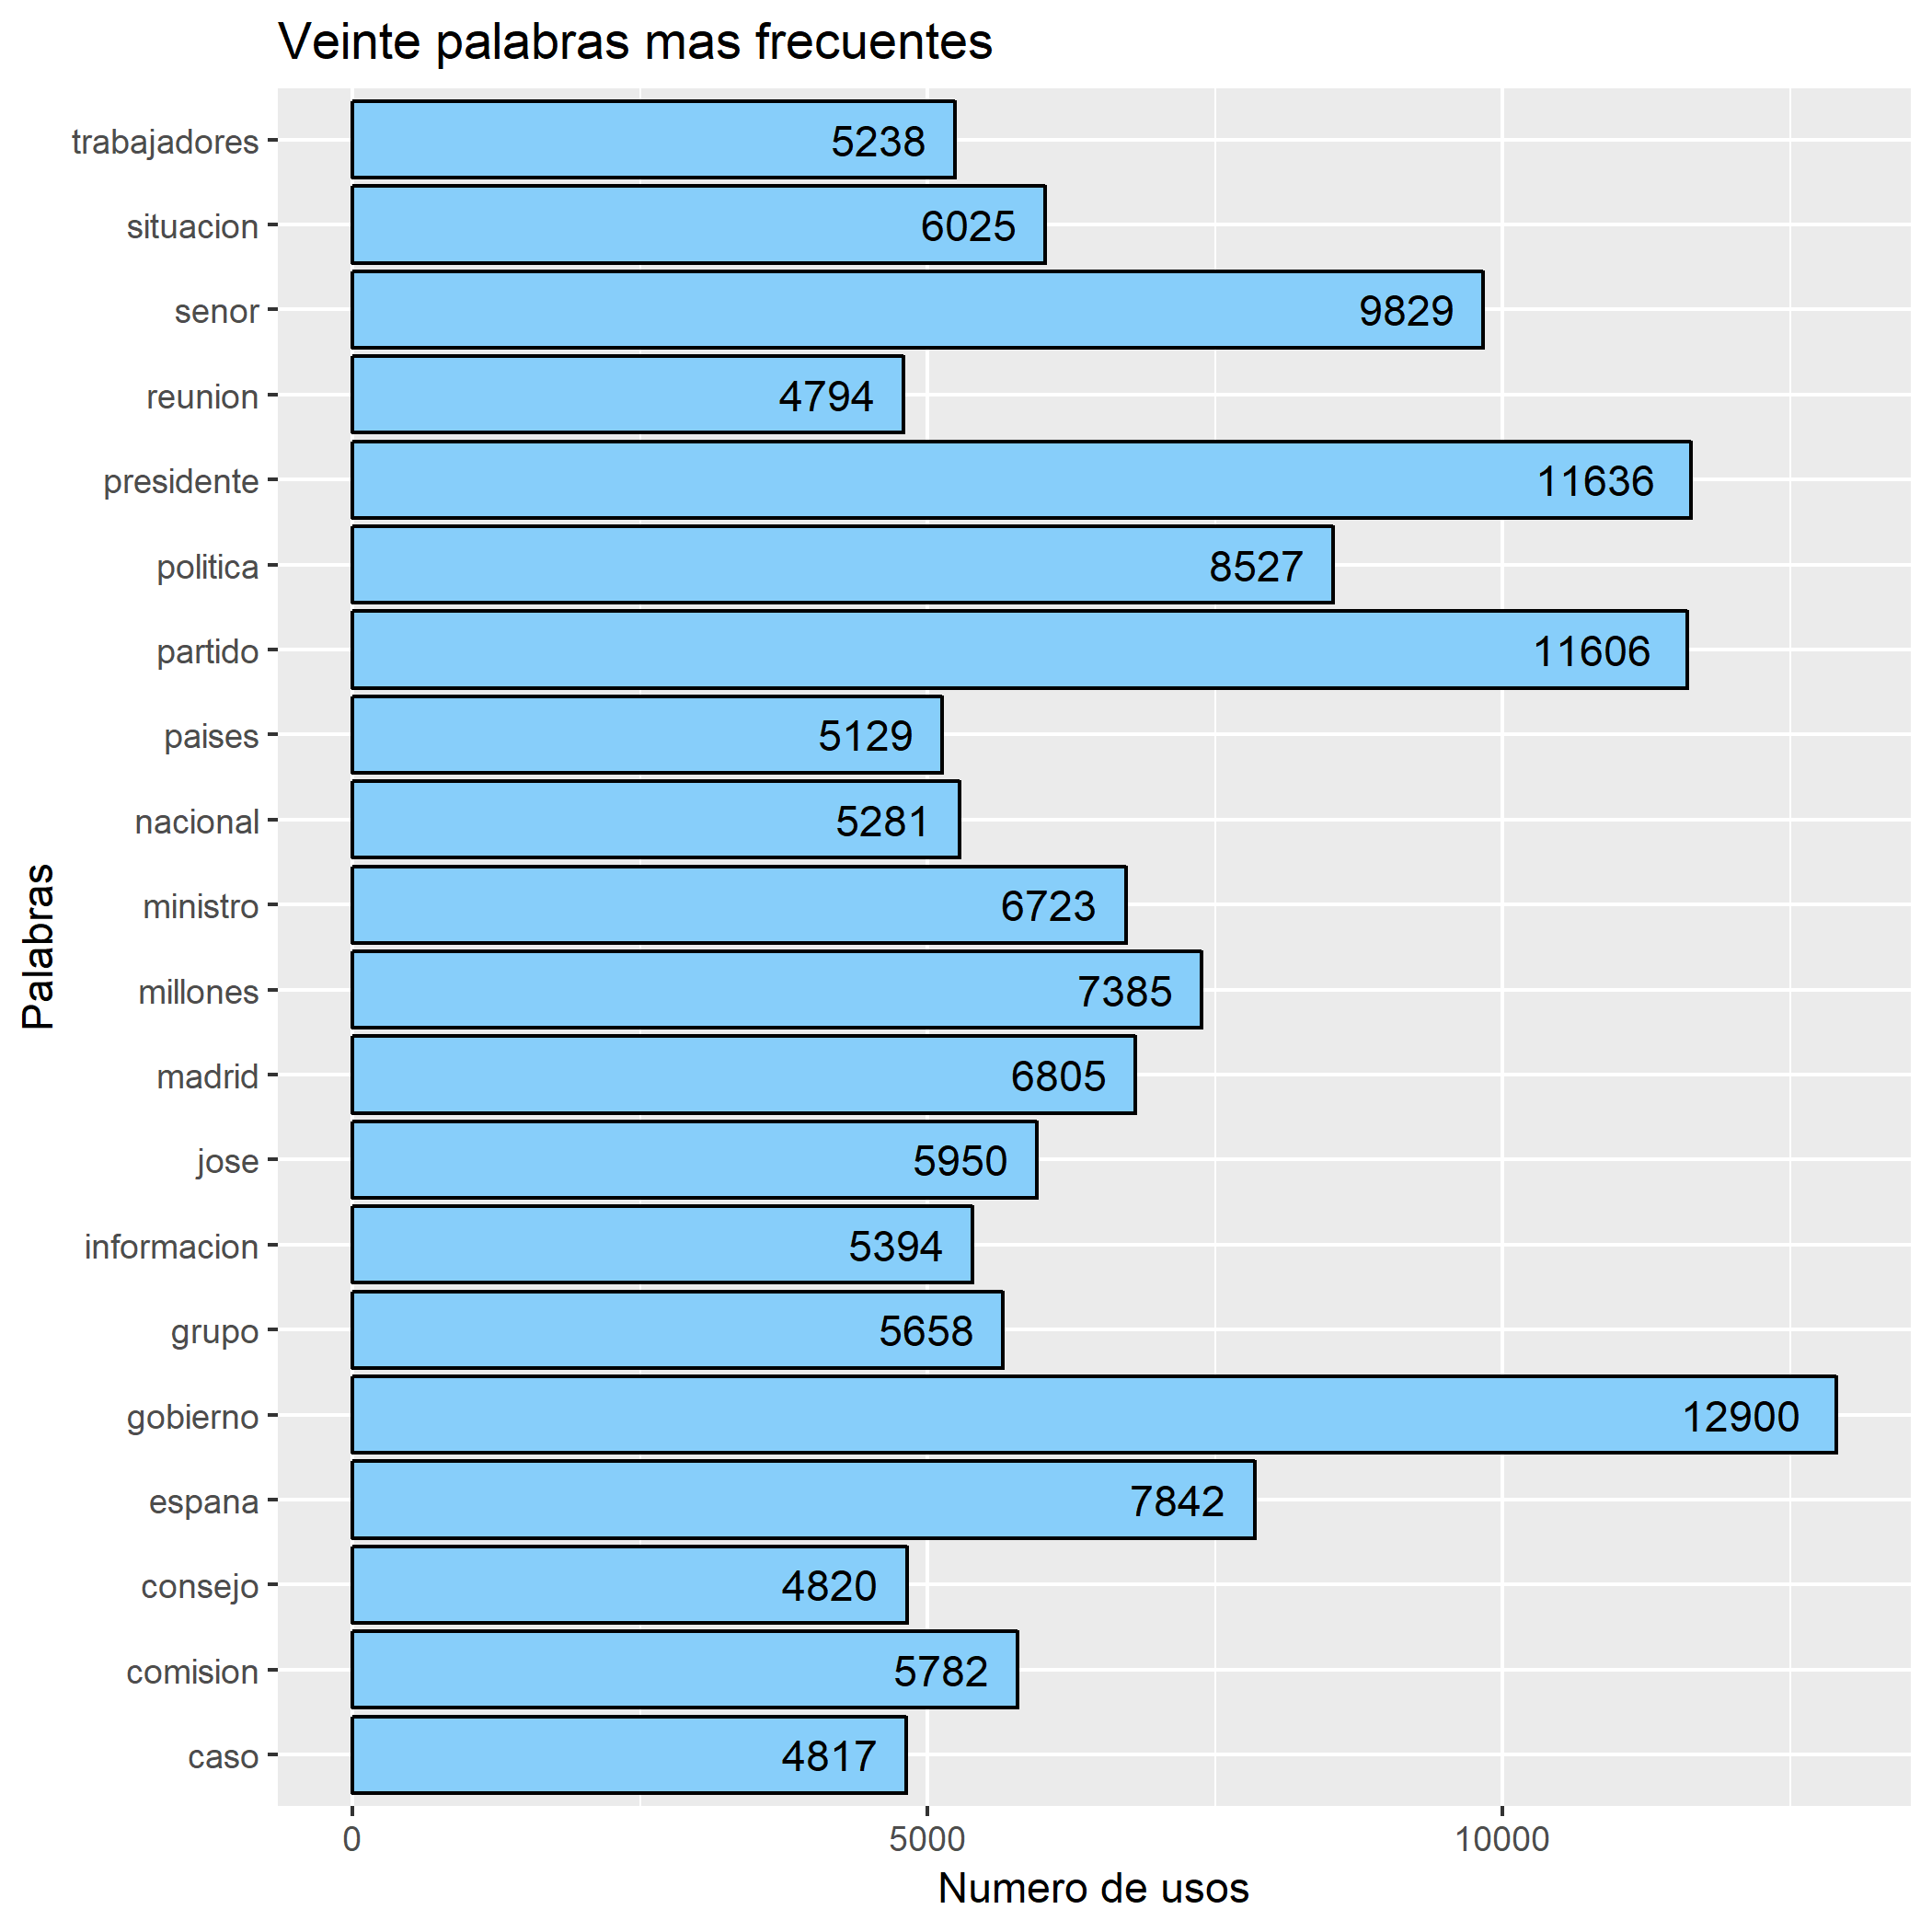 Veinte palabras mas frecuentes
trabajadores 5238
situacion 6025
senor 9829
reunion 4794
presidente 11636
politica 8527
partido 11606
paises 5129
nacional 5281
ministro 6723
millones 7385
madrid 6805
jose 5950
informacion 5394
grupo 5658
gobierno 12900
espana 7842
consejo 4820
comision 5782
caso 4817
Palabras
0 5000 10000
Numero de usos